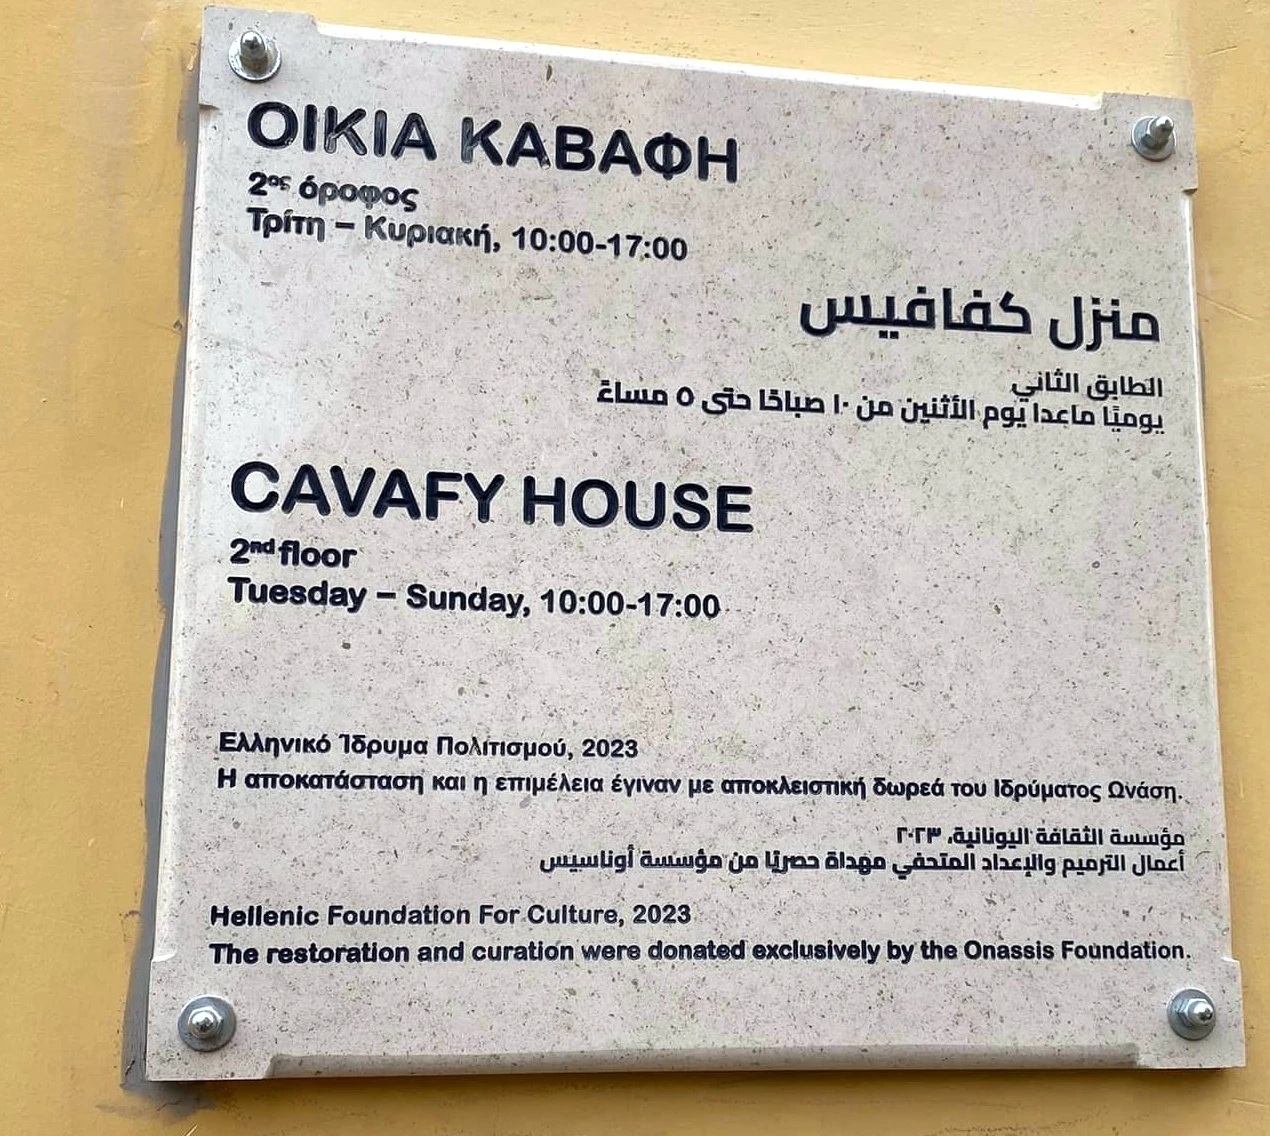 ΟΙΚΙΑ ΚΑΒΑΦΗ
2ος όροφος
Τρίτη – Κυριακή, 10:00-17:00
منزل كفافيس
الطابق الثاني
يوميًا ماعدا يوم الأثنين من ١٠ صباحًا حتى ٥ مساءً
CAVAFY HOUSE
2nd floor
Tuesday – Sunday, 10:00-17:00
Ελληνικό Ίδρυμα Πολιτισμού, 2023
Η αποκατάσταση και η επιμέλεια έγιναν με αποκλειστική δωρεά του Ιδρύματος Ωνάση.
مؤسسة الثقافة اليونانية، ٢٠٢٣
أعمال الترميم والإعداد المتحفي مهداة حصريًا من مؤسسة أوناسيس
Hellenic Foundation For Culture, 2023
The restoration and curation were donated exclusively by the Onassis Foundation.